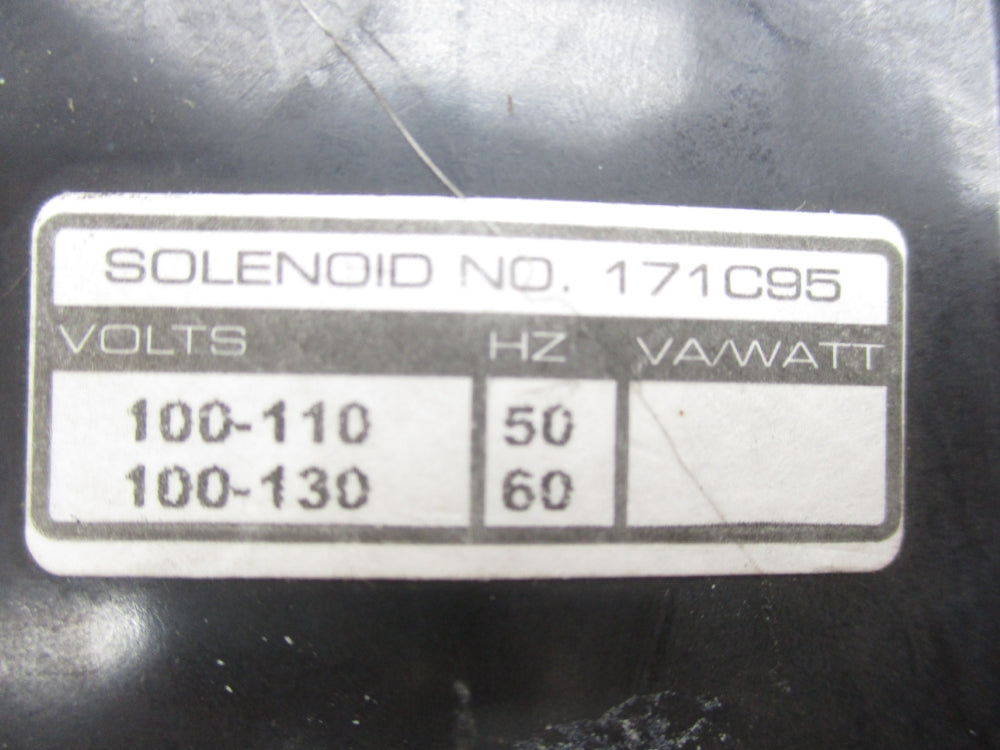 SOLENOID NO. 171C95
VOLTS HZ VA/WATT
100-110 50
100-130 60